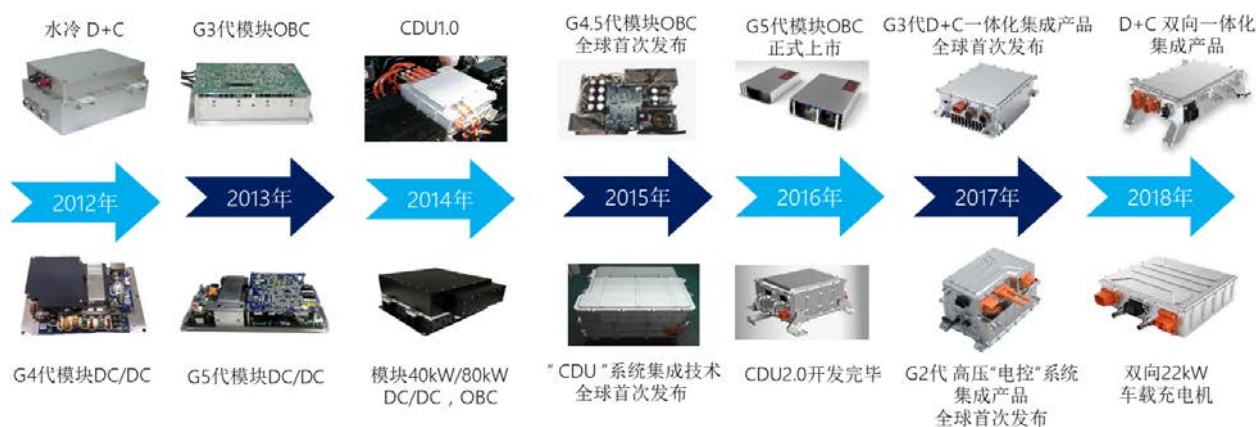 水冷 D+C
G3代模块OBC
CDU1.0
G4.5代模块OBC
全球首次发布
G5代模块OBC
正式上市
G3代D+C一体化集成产品
全球首次发布
D+C 双向一体化
集成产品
2012年
2013年
2014年
2015年
2016年
2017年
2018年
G4代模块DC/DC
G5代模块DC/DC
模块40kW/80kW
DC/DC，OBC
“ CDU ”系统集成技术
全球首次发布
CDU2.0开发完毕
G2代 高压“电控”系统
集成产品
全球首次发布
双向22kW
车载充电机